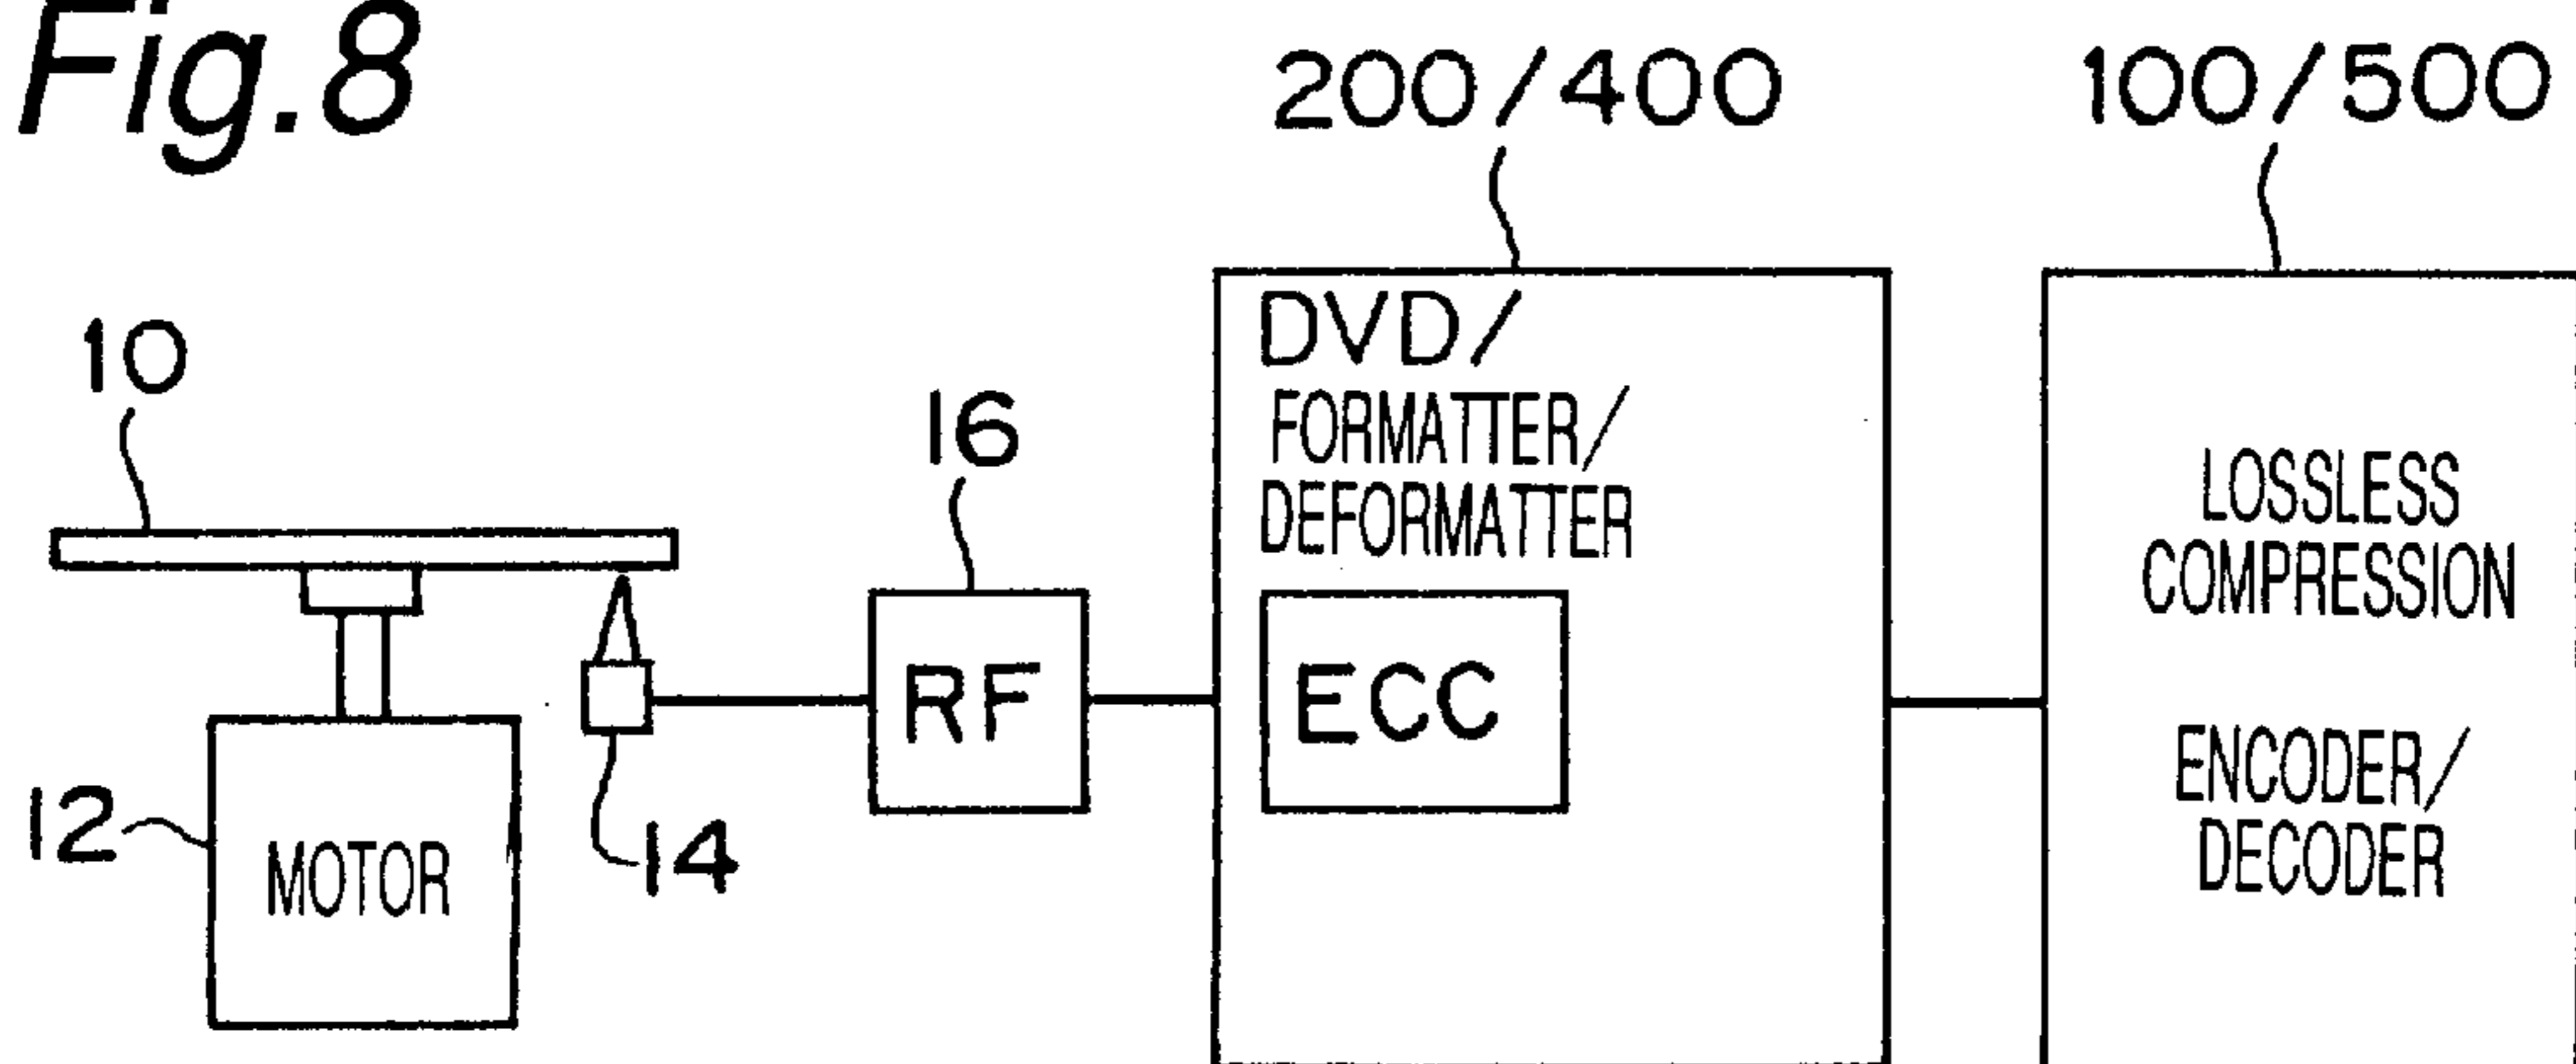 Fig.8
200/400
100/500
10
16
DVD/
FORMATTER/
DEFORMATTER
LOSSLESS
COMPRESSION
RF
ECC
ENCODER/
DECODER
12
MOTOR
14